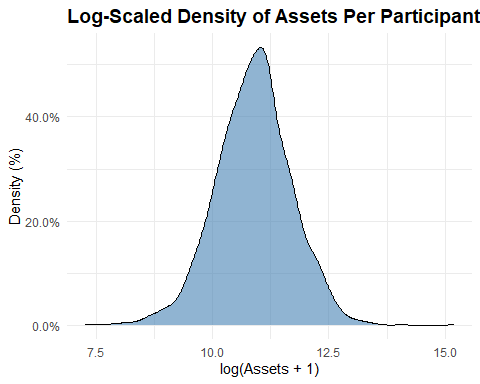 Log-Scaled Density of Assets Per Participant
Density (%)
40.0%
20.0%
0.0%
7.5 10.0 12.5 15.0
log(Assets + 1)